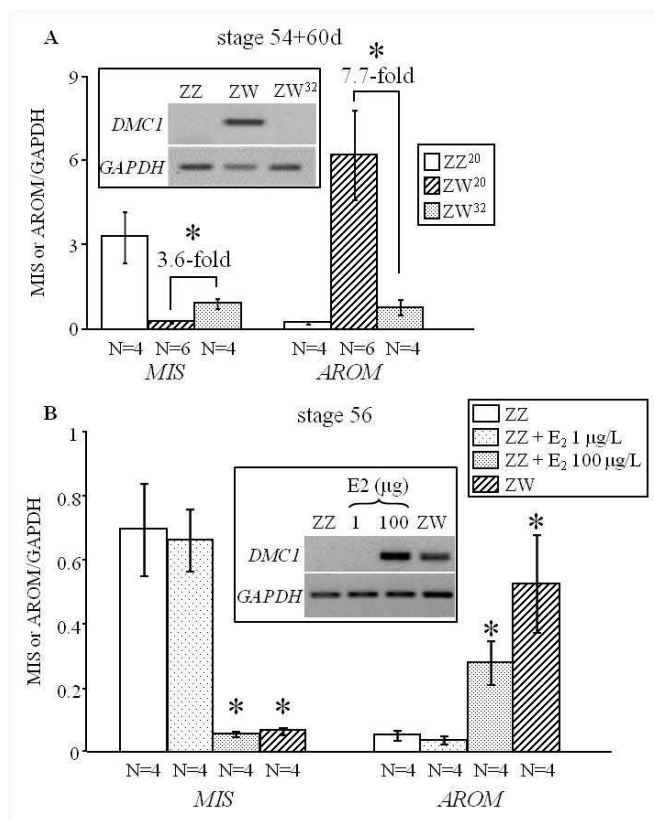 A
stage 54+60d
MIS or AROM/GAPDH
9
6
3
0
ZZ ZW ZW³²
DMC1
GAPDH
*
7.7-fold
*
3.6-fold
ZZ²⁰
ZW²⁰
ZW³²
N=4 N=6 N=4 N=4 N=6 N=4
MIS AROM
B
stage 56
MIS or AROM/GAPDH
1
0.8
0.6
0.4
0.2
0
ZZ
ZZ + E₂ 1 µg/L
ZZ + E₂ 100 µg/L
ZW
E2 (µg)
ZZ 1 100 ZW
DMC1
GAPDH
* * * *
N=4 N=4 N=4 N=4 N=4 N=4 N=4 N=4
MIS AROM